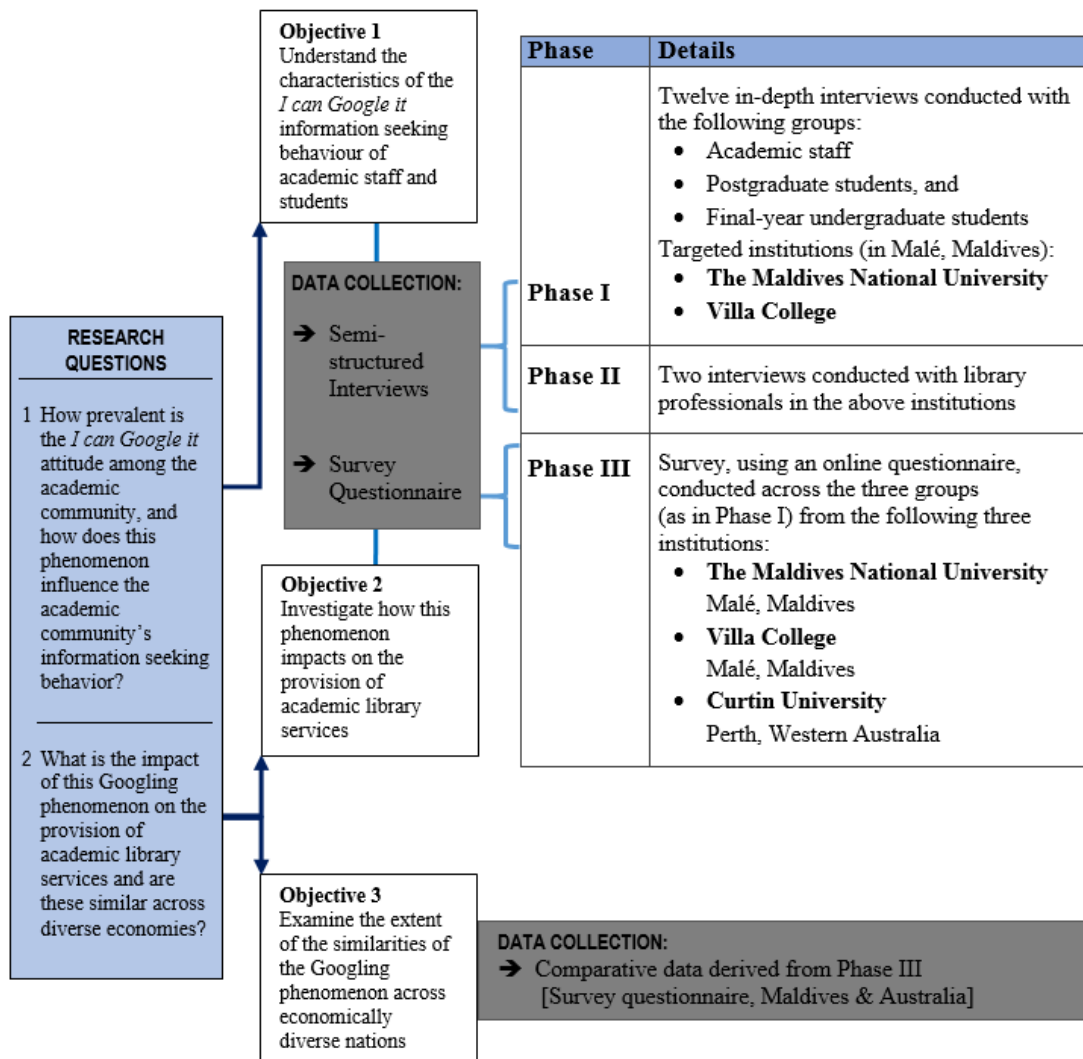 RESEARCH
QUESTIONS
1 How prevalent is
the I can Google it
attitude among the
academic
community, and
how does this
phenomenon
influence the
academic
community’s
information seeking
behavior?
2 What is the impact
of this Googling
phenomenon on the
provision of
academic library
services and are
these similar across
diverse economies?
Objective 1
Understand the
characteristics of the
I can Google it
information seeking
behaviour of
academic staff and
students
DATA COLLECTION:
➔ Semi-
structured
Interviews
➔ Survey
Questionnaire
Objective 2
Investigate how this
phenomenon
impacts on the
provision of
academic library
services
Objective 3
Examine the extent
of the similarities of
the Googling
phenomenon across
economically
diverse nations
DATA COLLECTION:
➔ Comparative data derived from Phase III
[Survey questionnaire, Maldives & Australia]
Phase Details
Phase I
Twelve in-depth interviews conducted with
the following groups:
• Academic staff
• Postgraduate students, and
• Final-year undergraduate students
Targeted institutions (in Malé, Maldives):
• The Maldives National University
• Villa College
Phase II
Two interviews conducted with library
professionals in the above institutions
Phase III
Survey, using an online questionnaire,
conducted across the three groups
(as in Phase I) from the following three
institutions:
• The Maldives National University
Malé, Maldives
• Villa College
Malé, Maldives
• Curtin University
Perth, Western Australia